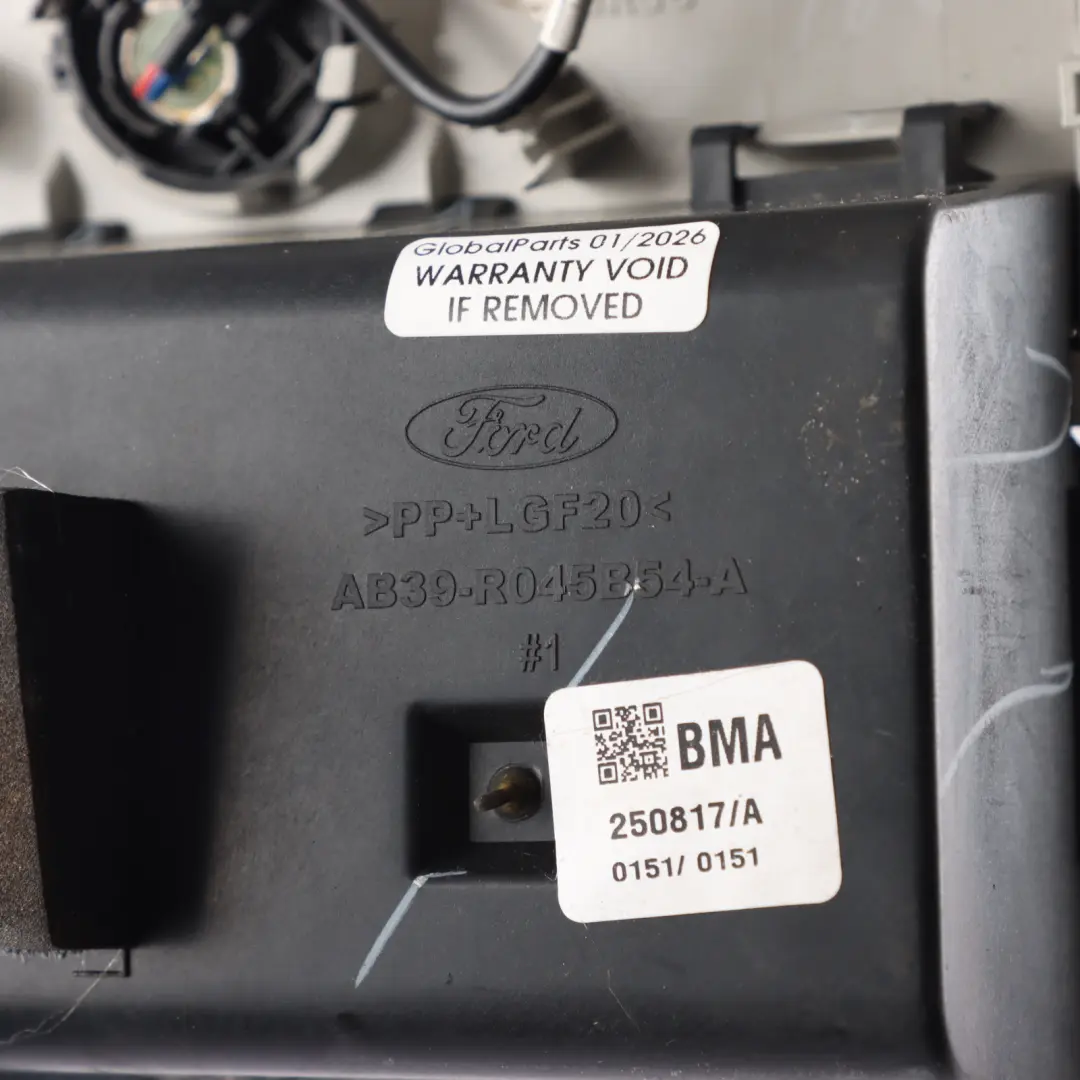 GlobalParts 01/2026
WARRANTY VOID
IF REMOVED
Ford
>PP+LGF20<
AB39-R045B54-A
#1
BMA
250817/A
0151/ 0151